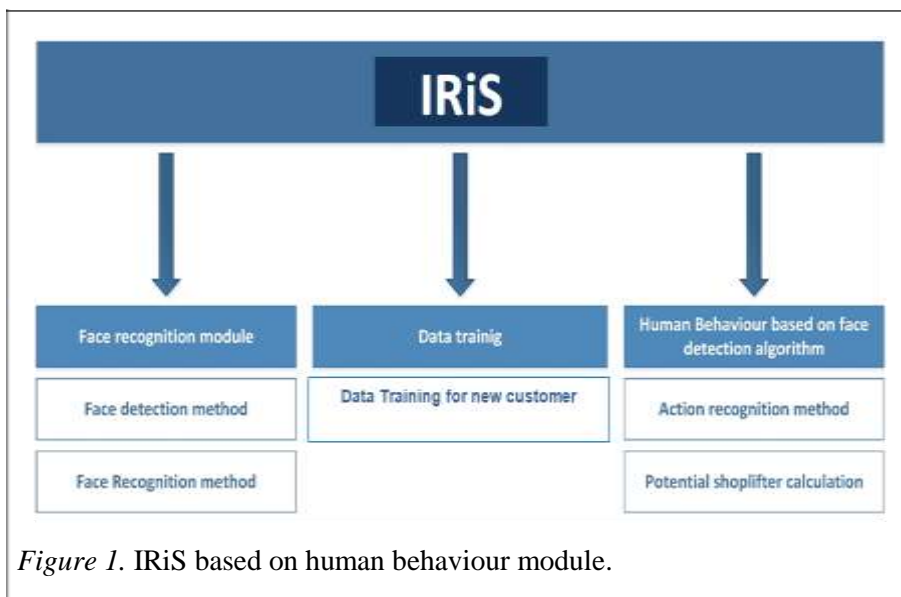 IRiS
Face recognition module
Face detection method
Face Recognition method
Data trainig
Data Training for new customer
Human Behaviour based on face
detection algorithm
Action recognition method
Potential shoplifter calculation
Figure 1. IRiS based on human behaviour module.